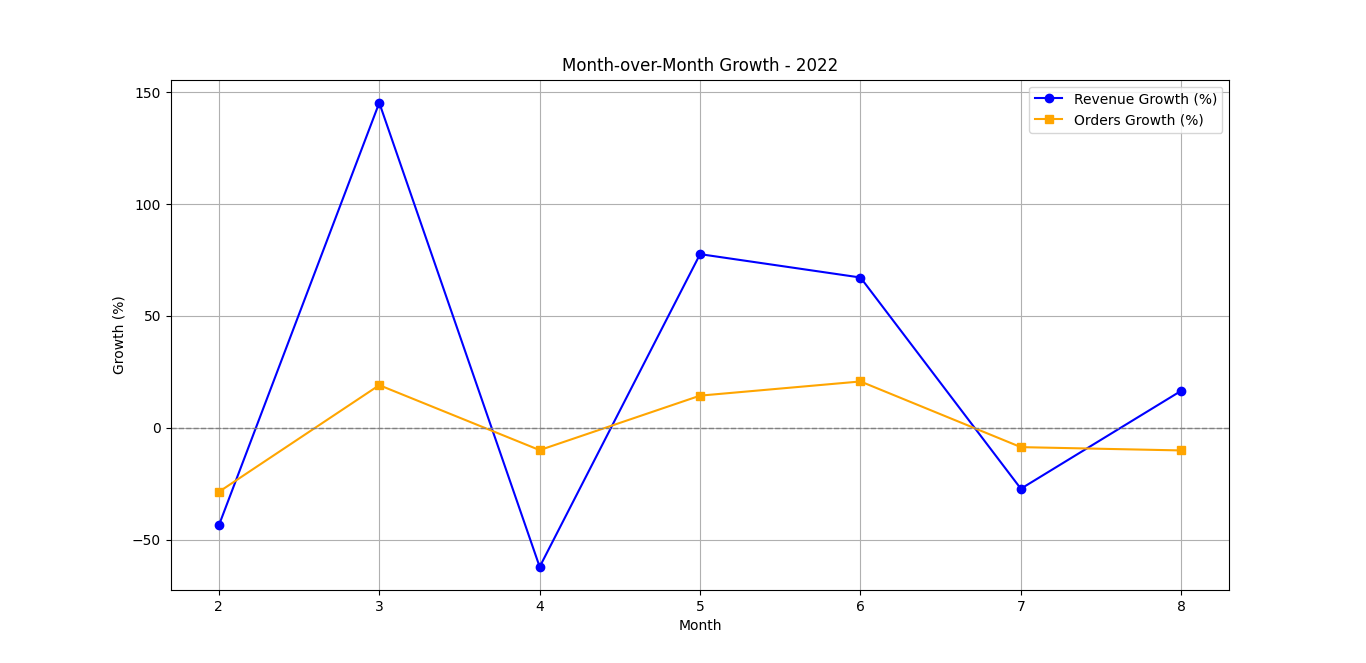 Month-over-Month Growth - 2022
Revenue Growth (%)
Orders Growth (%)
Growth (%)
150
100
50
0
−50
2 3 4 5 6 7 8
Month